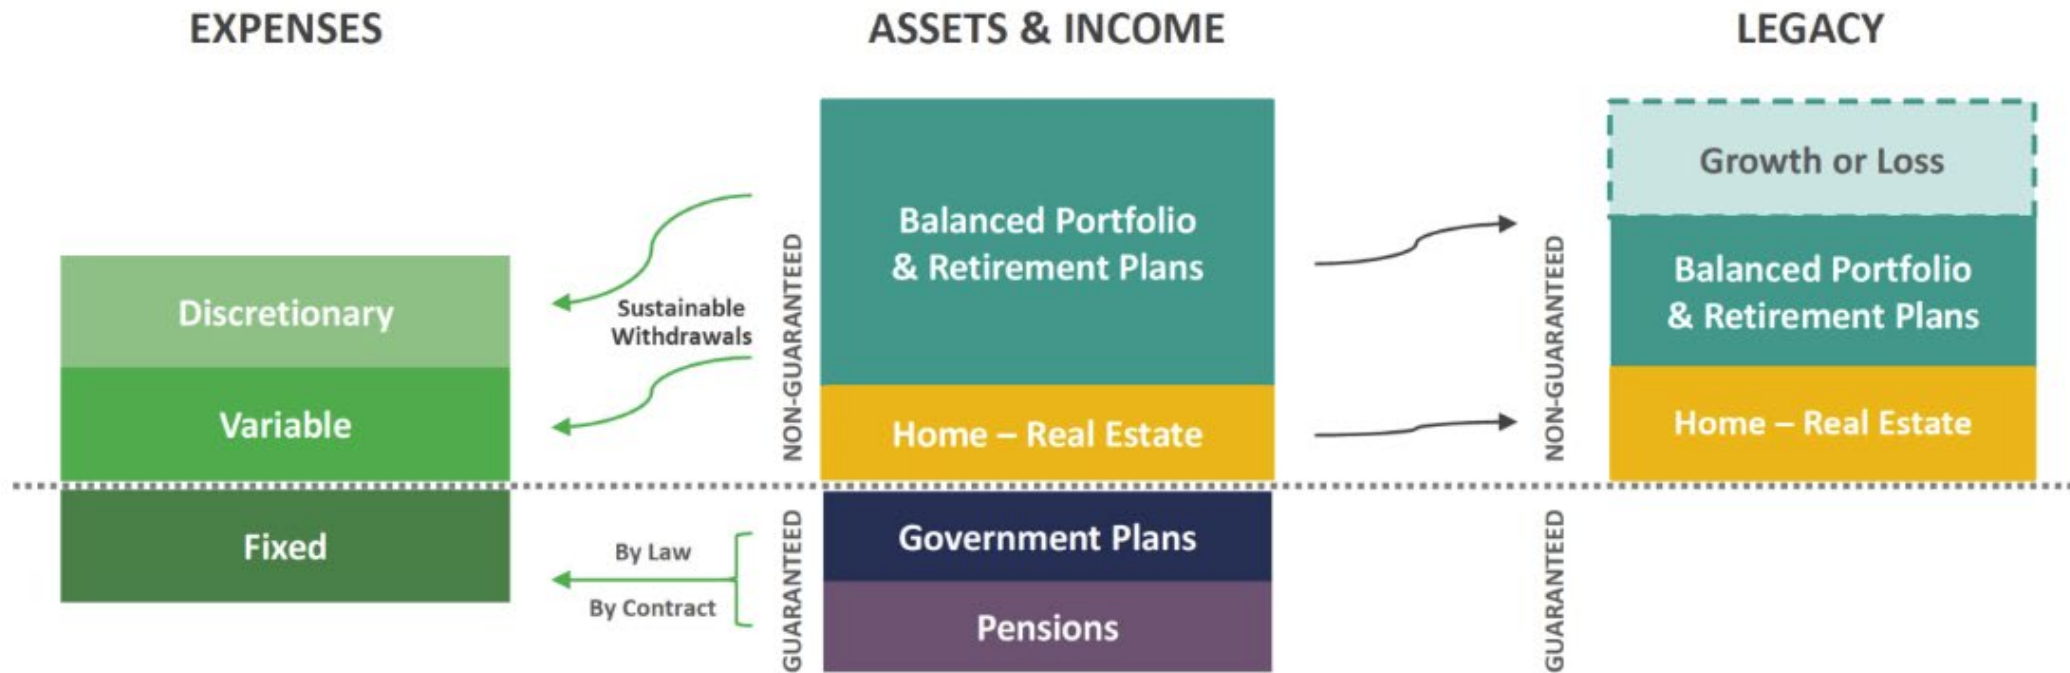 EXPENSES
ASSETS & INCOME
LEGACY
Discretionary
Variable
Fixed
Sustainable
Withdrawals
By Law
By Contract
NON-GUARANTEED
GUARANTEED
Balanced Portfolio
& Retirement Plans
Home – Real Estate
Government Plans
Pensions
NON-GUARANTEED
GUARANTEED
Growth or Loss
Balanced Portfolio
& Retirement Plans
Home – Real Estate